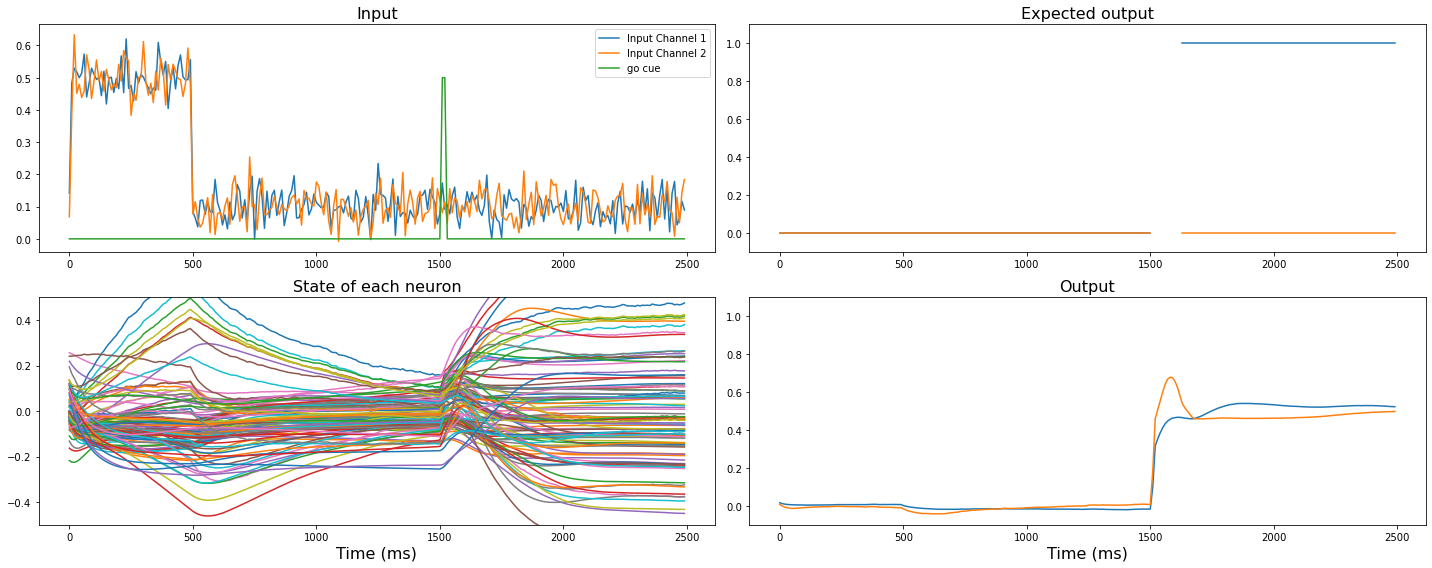 Input
0.6
0.5
0.4
0.3
0.2
0.1
0.0
Input Channel 1
Input Channel 2
go cue
0 500 1000 1500 2000 2500
Expected output
1.0
0.8
0.6
0.4
0.2
0.0
0 500 1000 1500 2000 2500
State of each neuron
0.4
0.2
0.0
−0.2
−0.4
0 500 1000 1500 2000 2500
Time (ms)
Output
1.0
0.8
0.6
0.4
0.2
0.0
0 500 1000 1500 2000 2500
Time (ms)